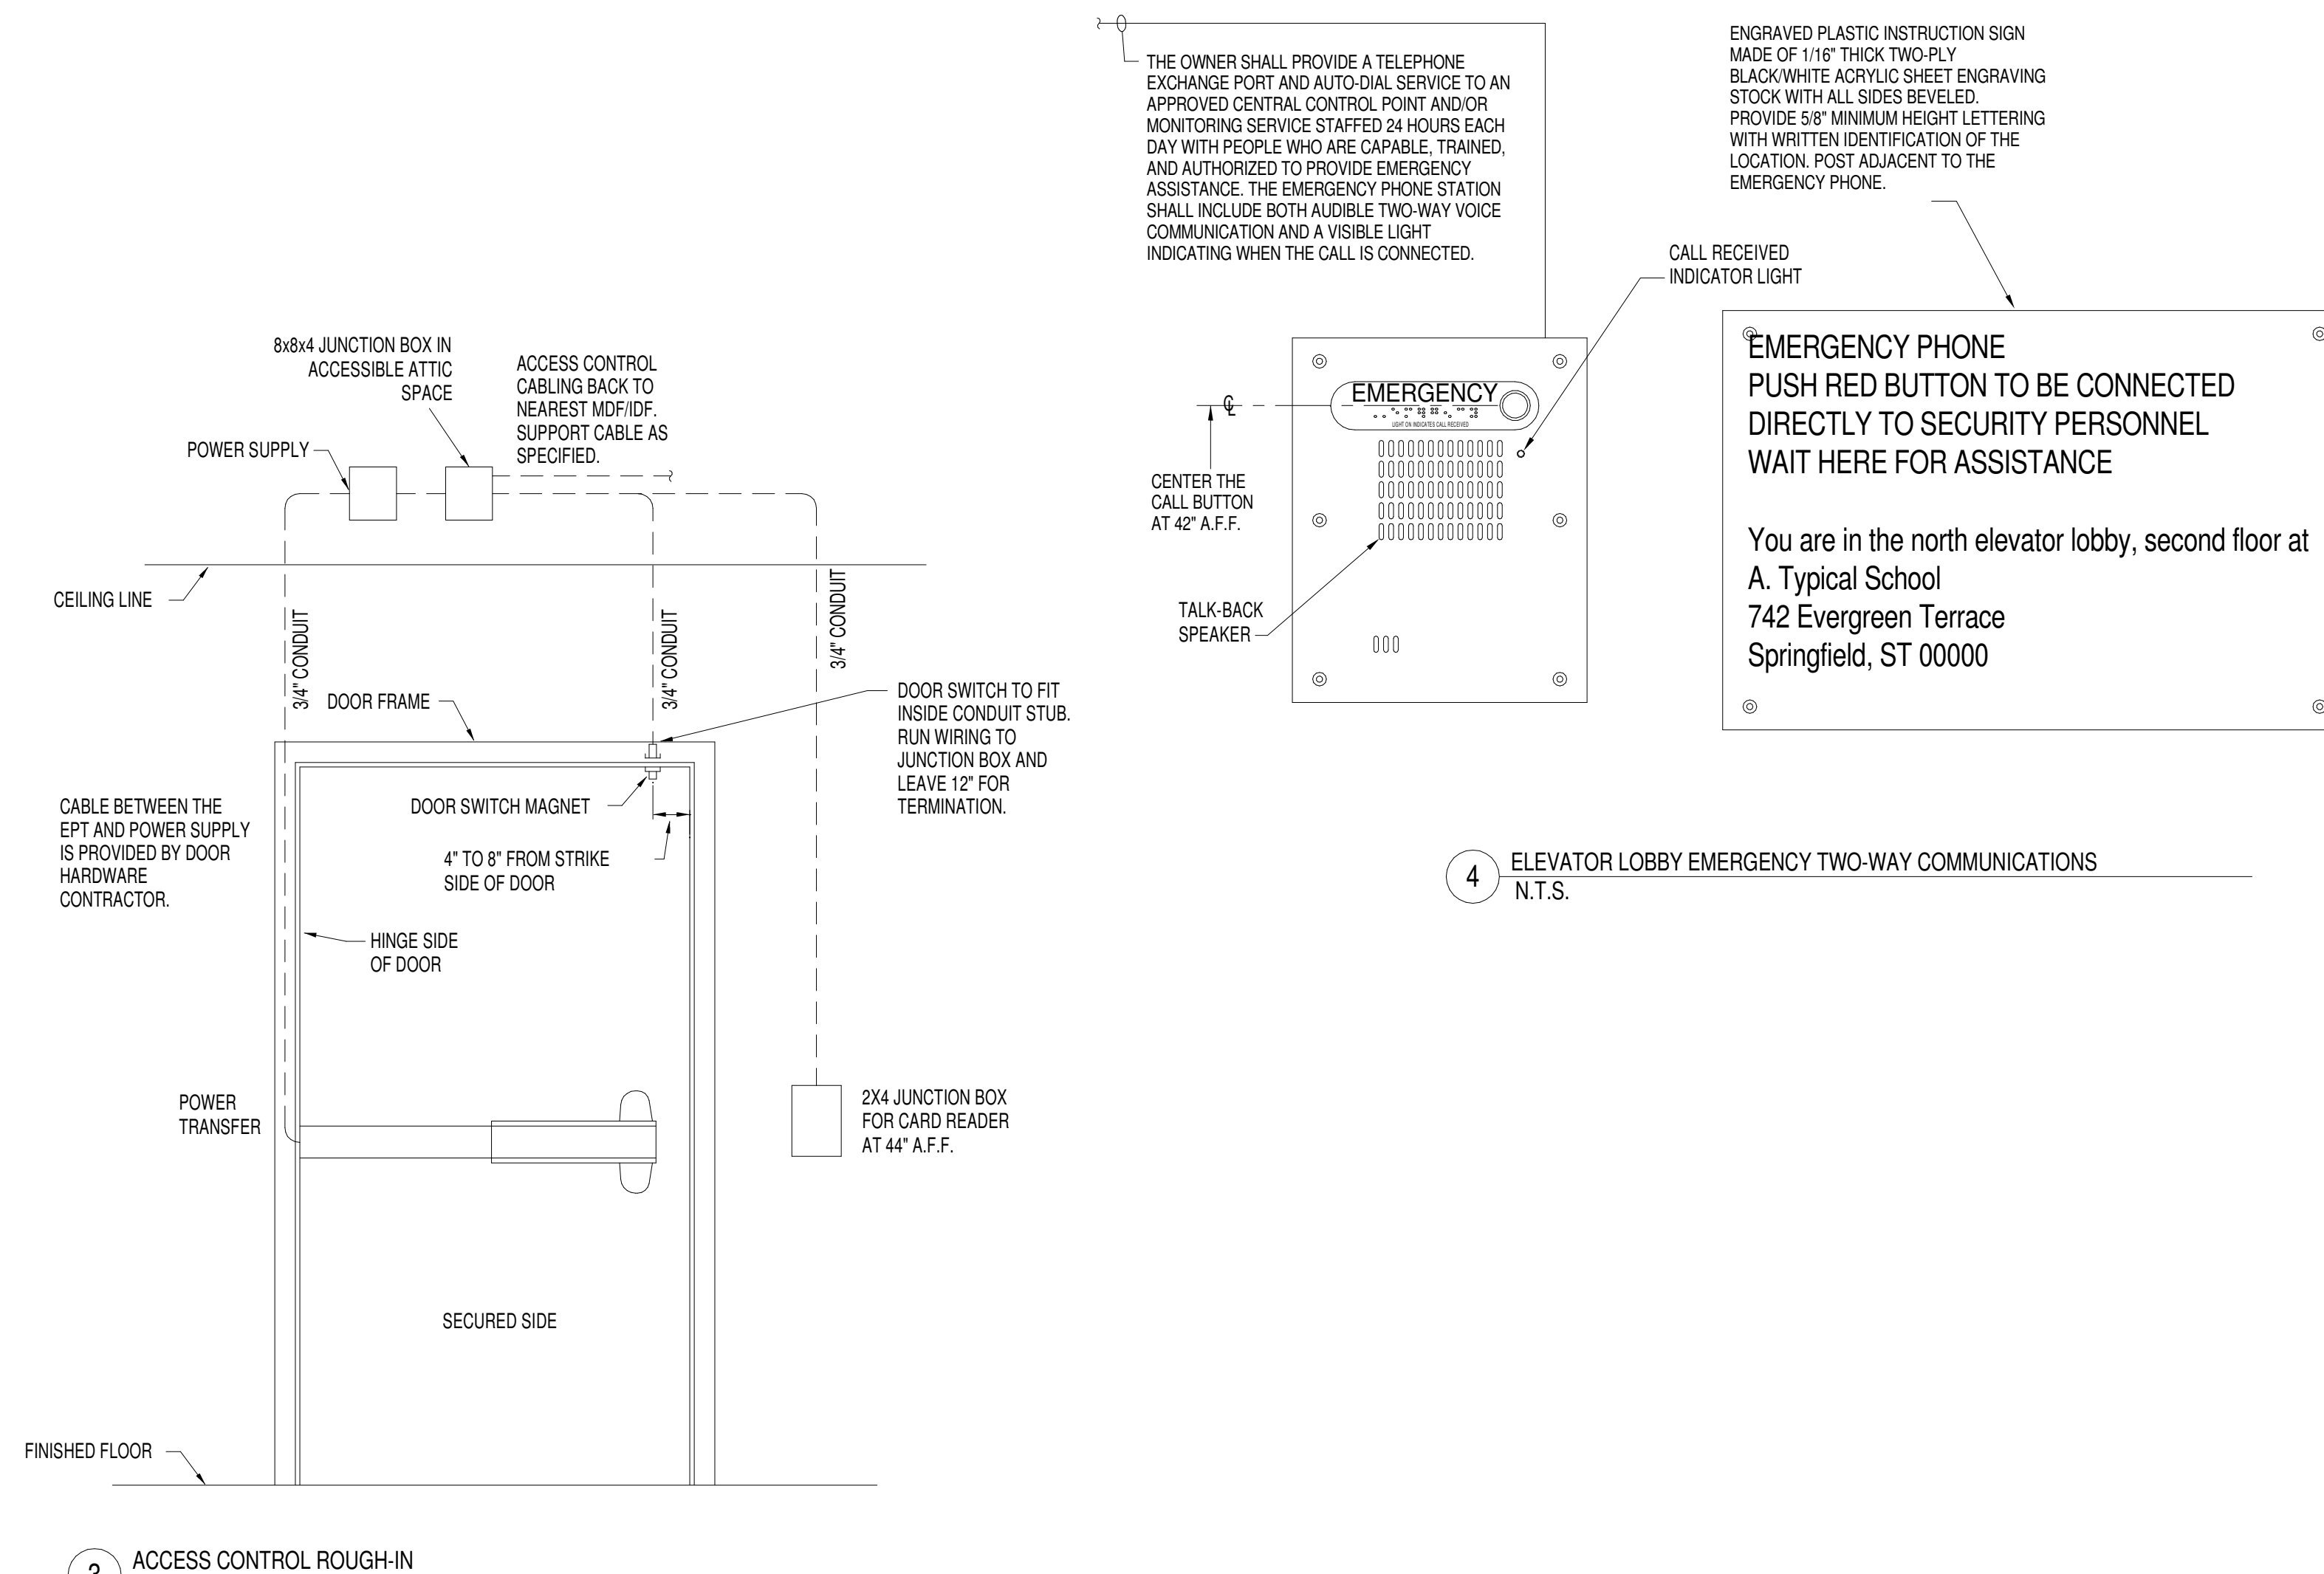 THE OWNER SHALL PROVIDE A TELEPHONE
EXCHANGE PORT AND AUTO-DIAL SERVICE TO AN
APPROVED CENTRAL CONTROL POINT AND/OR
MONITORING SERVICE STAFFED 24 HOURS EACH
DAY WITH PEOPLE WHO ARE CAPABLE, TRAINED,
AND AUTHORIZED TO PROVIDE EMERGENCY
ASSISTANCE. THE EMERGENCY PHONE STATION
SHALL INCLUDE BOTH AUDIBLE TWO-WAY VOICE
COMMUNICATION AND A VISIBLE LIGHT
INDICATING WHEN THE CALL IS CONNECTED.
ENGRAVED PLASTIC INSTRUCTION SIGN
MADE OF 1/16" THICK TWO-PLY
BLACK/WHITE ACRYLIC SHEET ENGRAVING
STOCK WITH ALL SIDES BEVELED.
PROVIDE 5/8" MINIMUM HEIGHT LETTERING
WITH WRITTEN IDENTIFICATION OF THE
LOCATION. POST ADJACENT TO THE
EMERGENCY PHONE.
CALL RECEIVED
INDICATOR LIGHT
EMERGENCY
LIGHT ON INDICATES CALL RECEIVED
℄
CENTER THE
CALL BUTTON
AT 42" A.F.F.
TALK-BACK
SPEAKER
EMERGENCY PHONE
PUSH RED BUTTON TO BE CONNECTED
DIRECTLY TO SECURITY PERSONNEL
WAIT HERE FOR ASSISTANCE
You are in the north elevator lobby, second floor at
A. Typical School
742 Evergreen Terrace
Springfield, ST 00000
4
ELEVATOR LOBBY EMERGENCY TWO-WAY COMMUNICATIONS
N.T.S.
8x8x4 JUNCTION BOX IN
ACCESSIBLE ATTIC
SPACE
ACCESS CONTROL
CABLING BACK TO
NEAREST MDF/IDF.
SUPPORT CABLE AS
SPECIFIED.
POWER SUPPLY
CEILING LINE
3/4" CONDUIT
3/4" CONDUIT
3/4" CONDUIT
DOOR FRAME
DOOR SWITCH TO FIT
INSIDE CONDUIT STUB.
RUN WIRING TO
JUNCTION BOX AND
LEAVE 12" FOR
TERMINATION.
CABLE BETWEEN THE
EPT AND POWER SUPPLY
IS PROVIDED BY DOOR
HARDWARE
CONTRACTOR.
DOOR SWITCH MAGNET
4" TO 8" FROM STRIKE
SIDE OF DOOR
HINGE SIDE
OF DOOR
POWER
TRANSFER
2X4 JUNCTION BOX
FOR CARD READER
AT 44" A.F.F.
SECURED SIDE
FINISHED FLOOR
3
ACCESS CONTROL ROUGH-IN